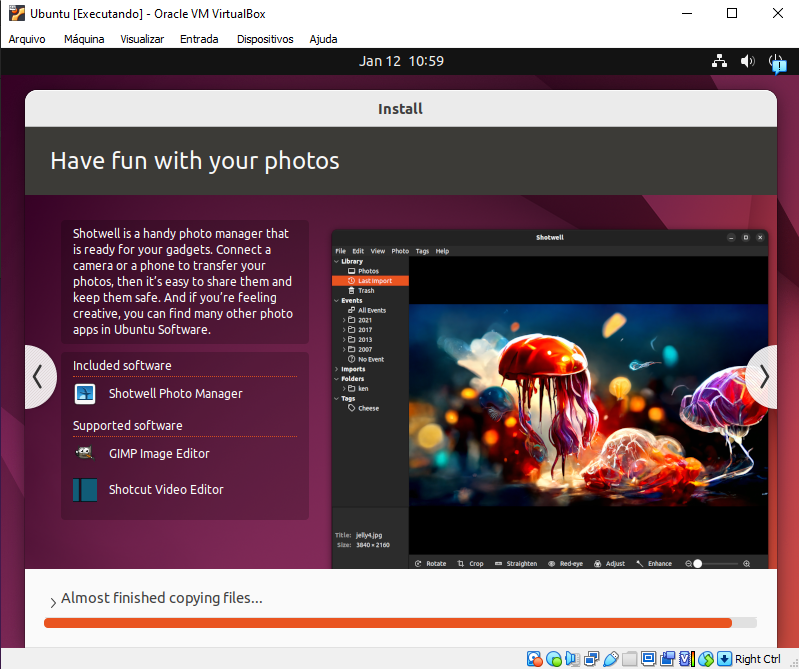 Ubuntu [Executando] - Oracle VM VirtualBox
Arquivo Máquina Visualizar Entrada Dispositivos Ajuda
Jan 12 10:59
Install
Have fun with your photos
Shotwell is a handy photo manager that
is ready for your gadgets. Connect a
camera or a phone to transfer your
photos, then it's easy to share them and
keep them safe. And if you're feeling
creative, you can find many other photo
apps in Ubuntu Software.
Included software
Shotwell Photo Manager
Supported software
GIMP Image Editor
Shotcut Video Editor
Shotwell
File Edit View Photo Tags Help
Library
Photos
Last Import
Trash
Events
All Events
2021
2017
2013
2007
No Event
Imports
Folders
ken
Tags
Cheese
Title: jelly4.jpg
Size: 3840 × 2160
Rotate Crop Straighten Red-eye Adjust Enhance
Almost finished copying files...
Right Ctrl